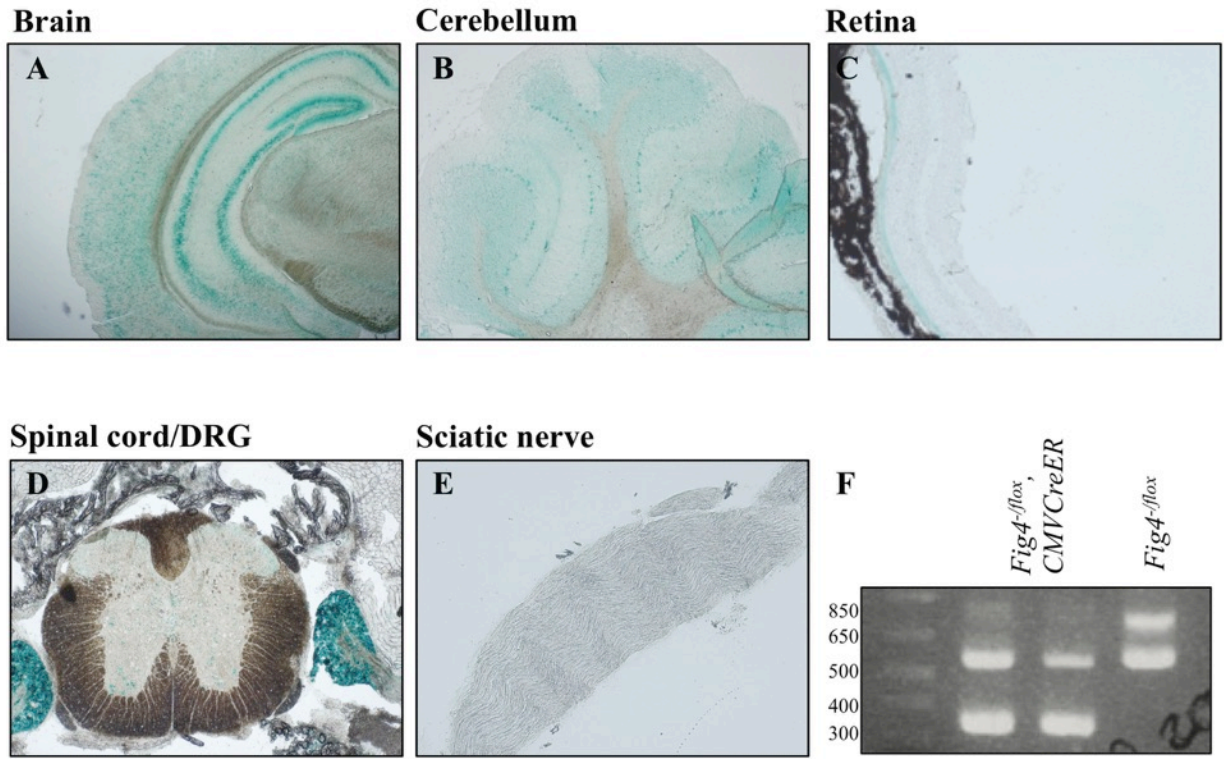 Brain
Cerebellum
Retina
A
B
C
Spinal cord/DRG
Sciatic nerve
D
E
F
Fig4-/flox,
CMVCreER
Fig4-/flox
850
650
500
400
300